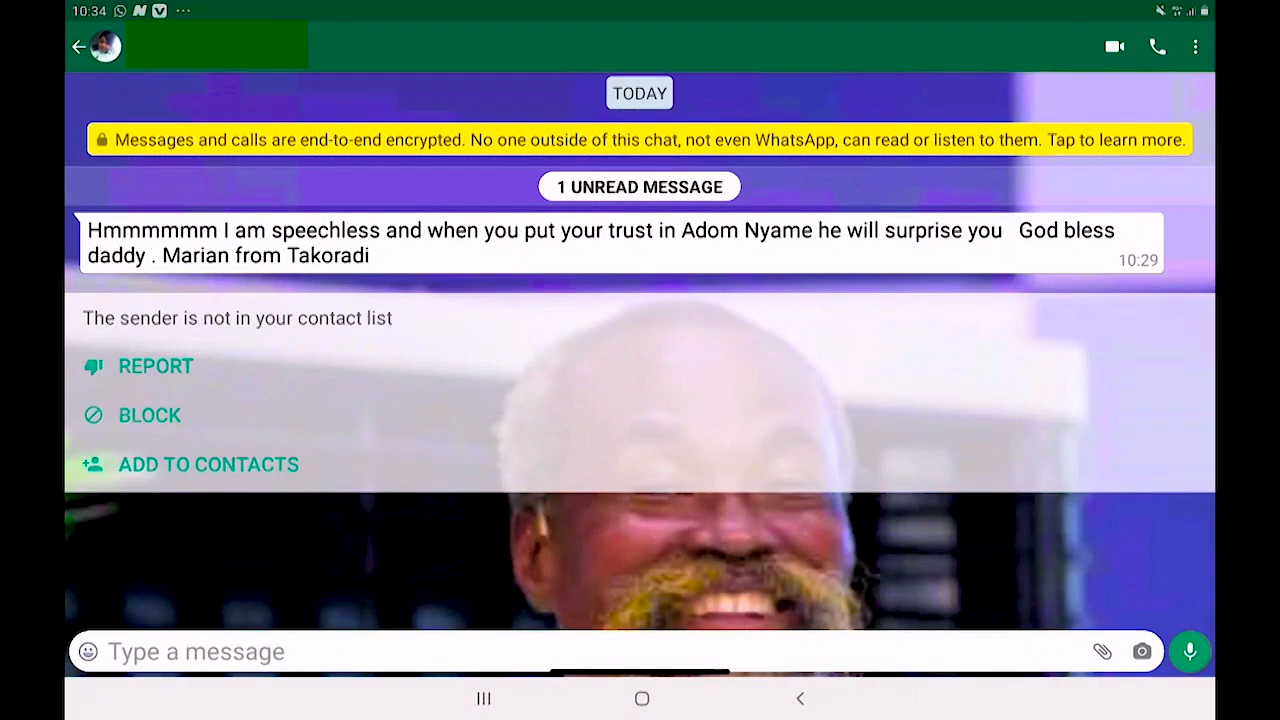 10:34
TODAY
Messages and calls are end-to-end encrypted. No one outside of this chat, not even WhatsApp, can read or listen to them. Tap to learn more.
1 UNREAD MESSAGE
Hmmmmmm I am speechless and when you put your trust in Adom Nyame he will surprise you God bless
daddy . Marian from Takoradi
10:29
The sender is not in your contact list
REPORT
BLOCK
ADD TO CONTACTS
Type a message